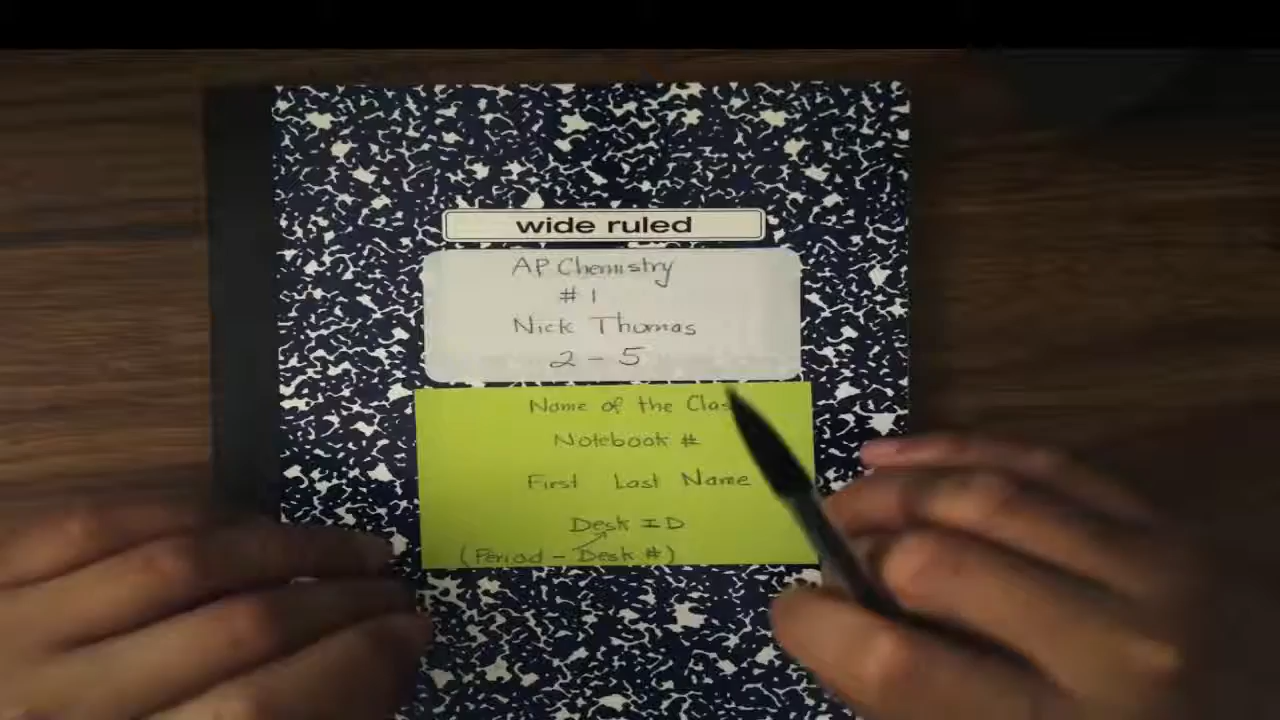 wide ruled
AP Chemistry
# 1
Nick Thomas
2 - 5
Name of the Clas
Notebook #
First Last Name
Desk ID
(Period - Desk #)